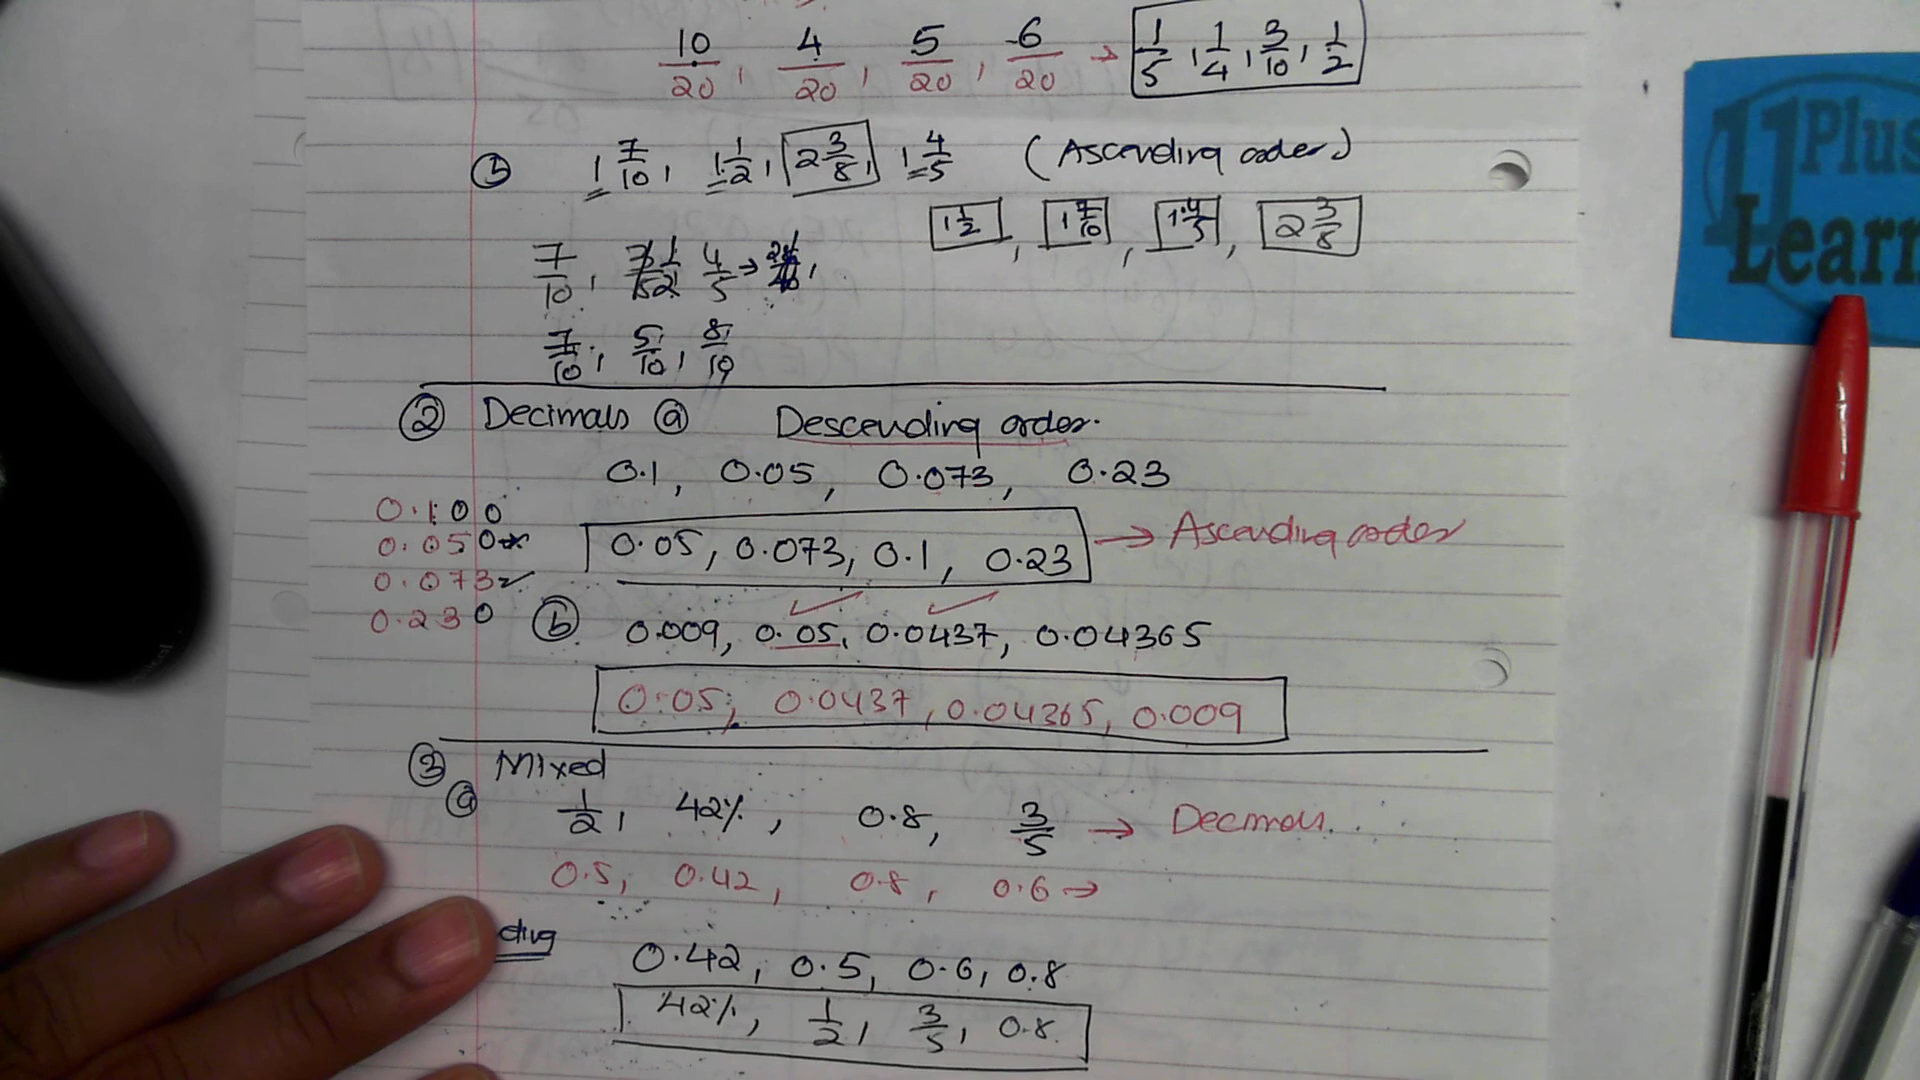 10/20, 4/20, 5/20, 6/20 → 1/5, 1/4, 3/10, 1/2
b 1 7/10, 1 1/2, 2 3/8, 1 4/5 (Ascending order)
1 1/2, 1 7/10, 1 4/5, 2 3/8
7/10, 1/2 4/5 →
7/10, 5/10, 8/10
② Decimals ⓐ Descending order.
0.1, 0.05, 0.073, 0.23
0.100
0.050
0.073✓
0.230
0.05, 0.073, 0.1, 0.23 → Ascending order
ⓑ 0.009, 0.05, 0.0437, 0.04365
0.05, 0.0437, 0.04365, 0.009
③ Mixed
ⓐ 1/2, 42%, 0.8, 3/5 →
0.5, 0.42, 0.8, 0.6 →
ding
0.42, 0.5, 0.6, 0.8
42%, 1/2, 3/5, 0.8
11 Plus
Learn